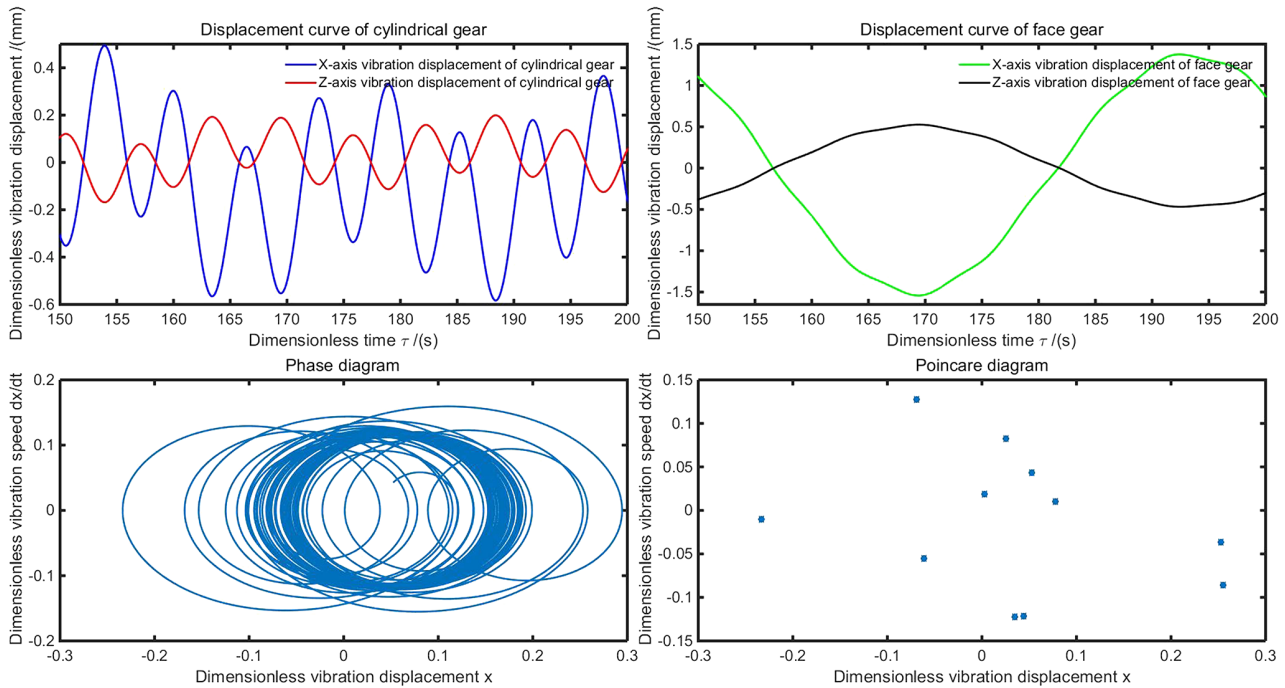 Displacement curve of cylindrical gear
Dimensionless vibration displacement /(mm)
0.4
0.2
0
-0.2
-0.4
-0.6
X-axis vibration displacement of cylindrical gear
Z-axis vibration displacement of cylindrical gear
150 155 160 165 170 175 180 185 190 195 200
Dimensionless time τ /(s)
Displacement curve of face gear
Dimensionless vibration displacement /(mm)
1.5
1
0.5
0
-0.5
-1
-1.5
X-axis vibration displacement of face gear
Z-axis vibration displacement of face gear
150 155 160 165 170 175 180 185 190 195 200
Dimensionless time τ /(s)
Phase diagram
Dimensionless vibration speed dx/dt
0.2
0.1
0
-0.1
-0.2
-0.3 -0.2 -0.1 0 0.1 0.2 0.3
Dimensionless vibration displacement x
Poincare diagram
Dimensionless vibration speed dx/dt
0.15
0.1
0.05
0
-0.05
-0.1
-0.15
-0.3 -0.2 -0.1 0 0.1 0.2 0.3
Dimensionless vibration displacement x